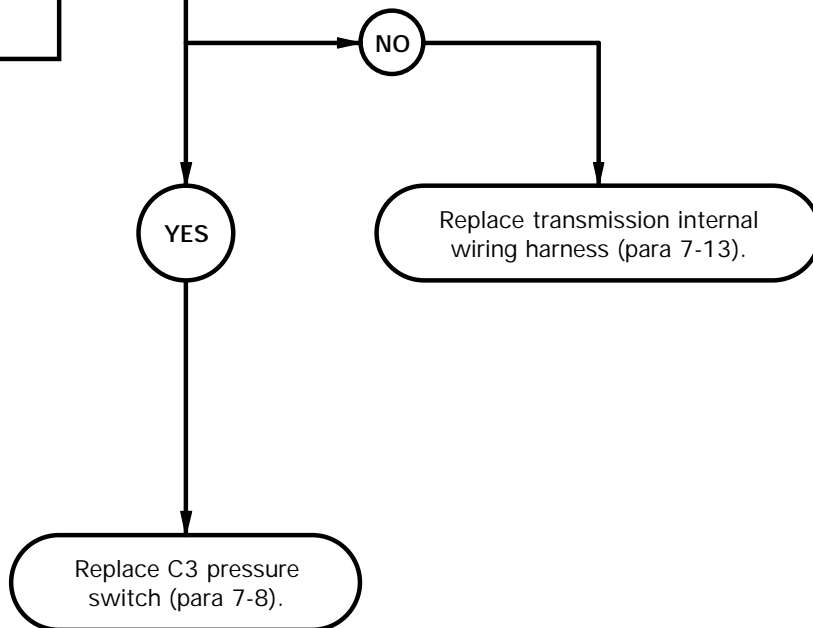 NO
YES
Replace transmission internal
wiring harness (para 7-13).
Replace C3 pressure
switch (para 7-8).